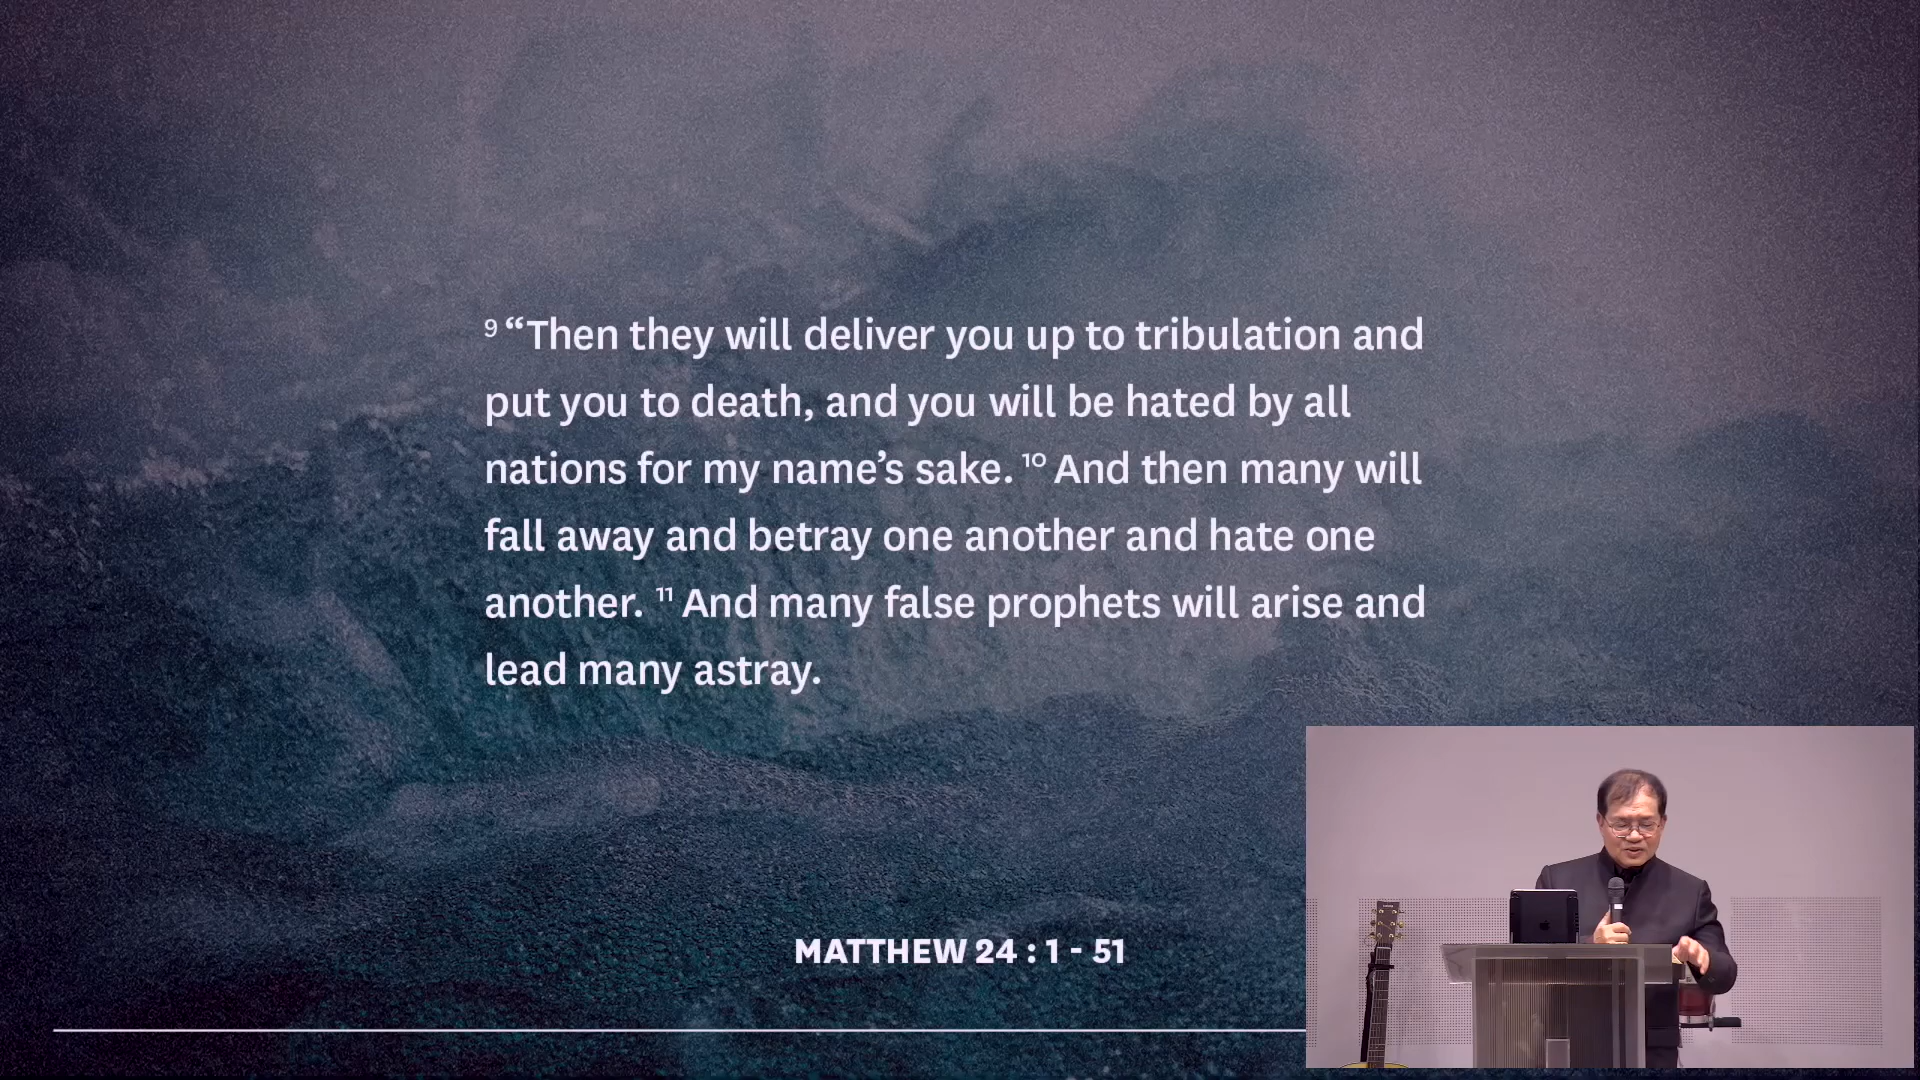 9 “Then they will deliver you up to tribulation and
put you to death, and you will be hated by all
nations for my name’s sake. 10 And then many will
fall away and betray one another and hate one
another. 11 And many false prophets will arise and
lead many astray.
MATTHEW 24 : 1 - 51